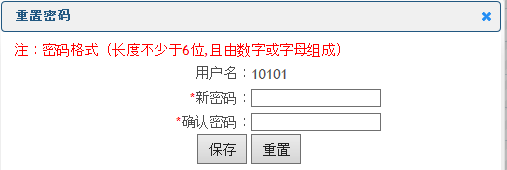 重置密码
注：密码格式（长度不少于6位,且由数字或字母组成）
用户名：10101
*新密码：
*确认密码：
保存 重置